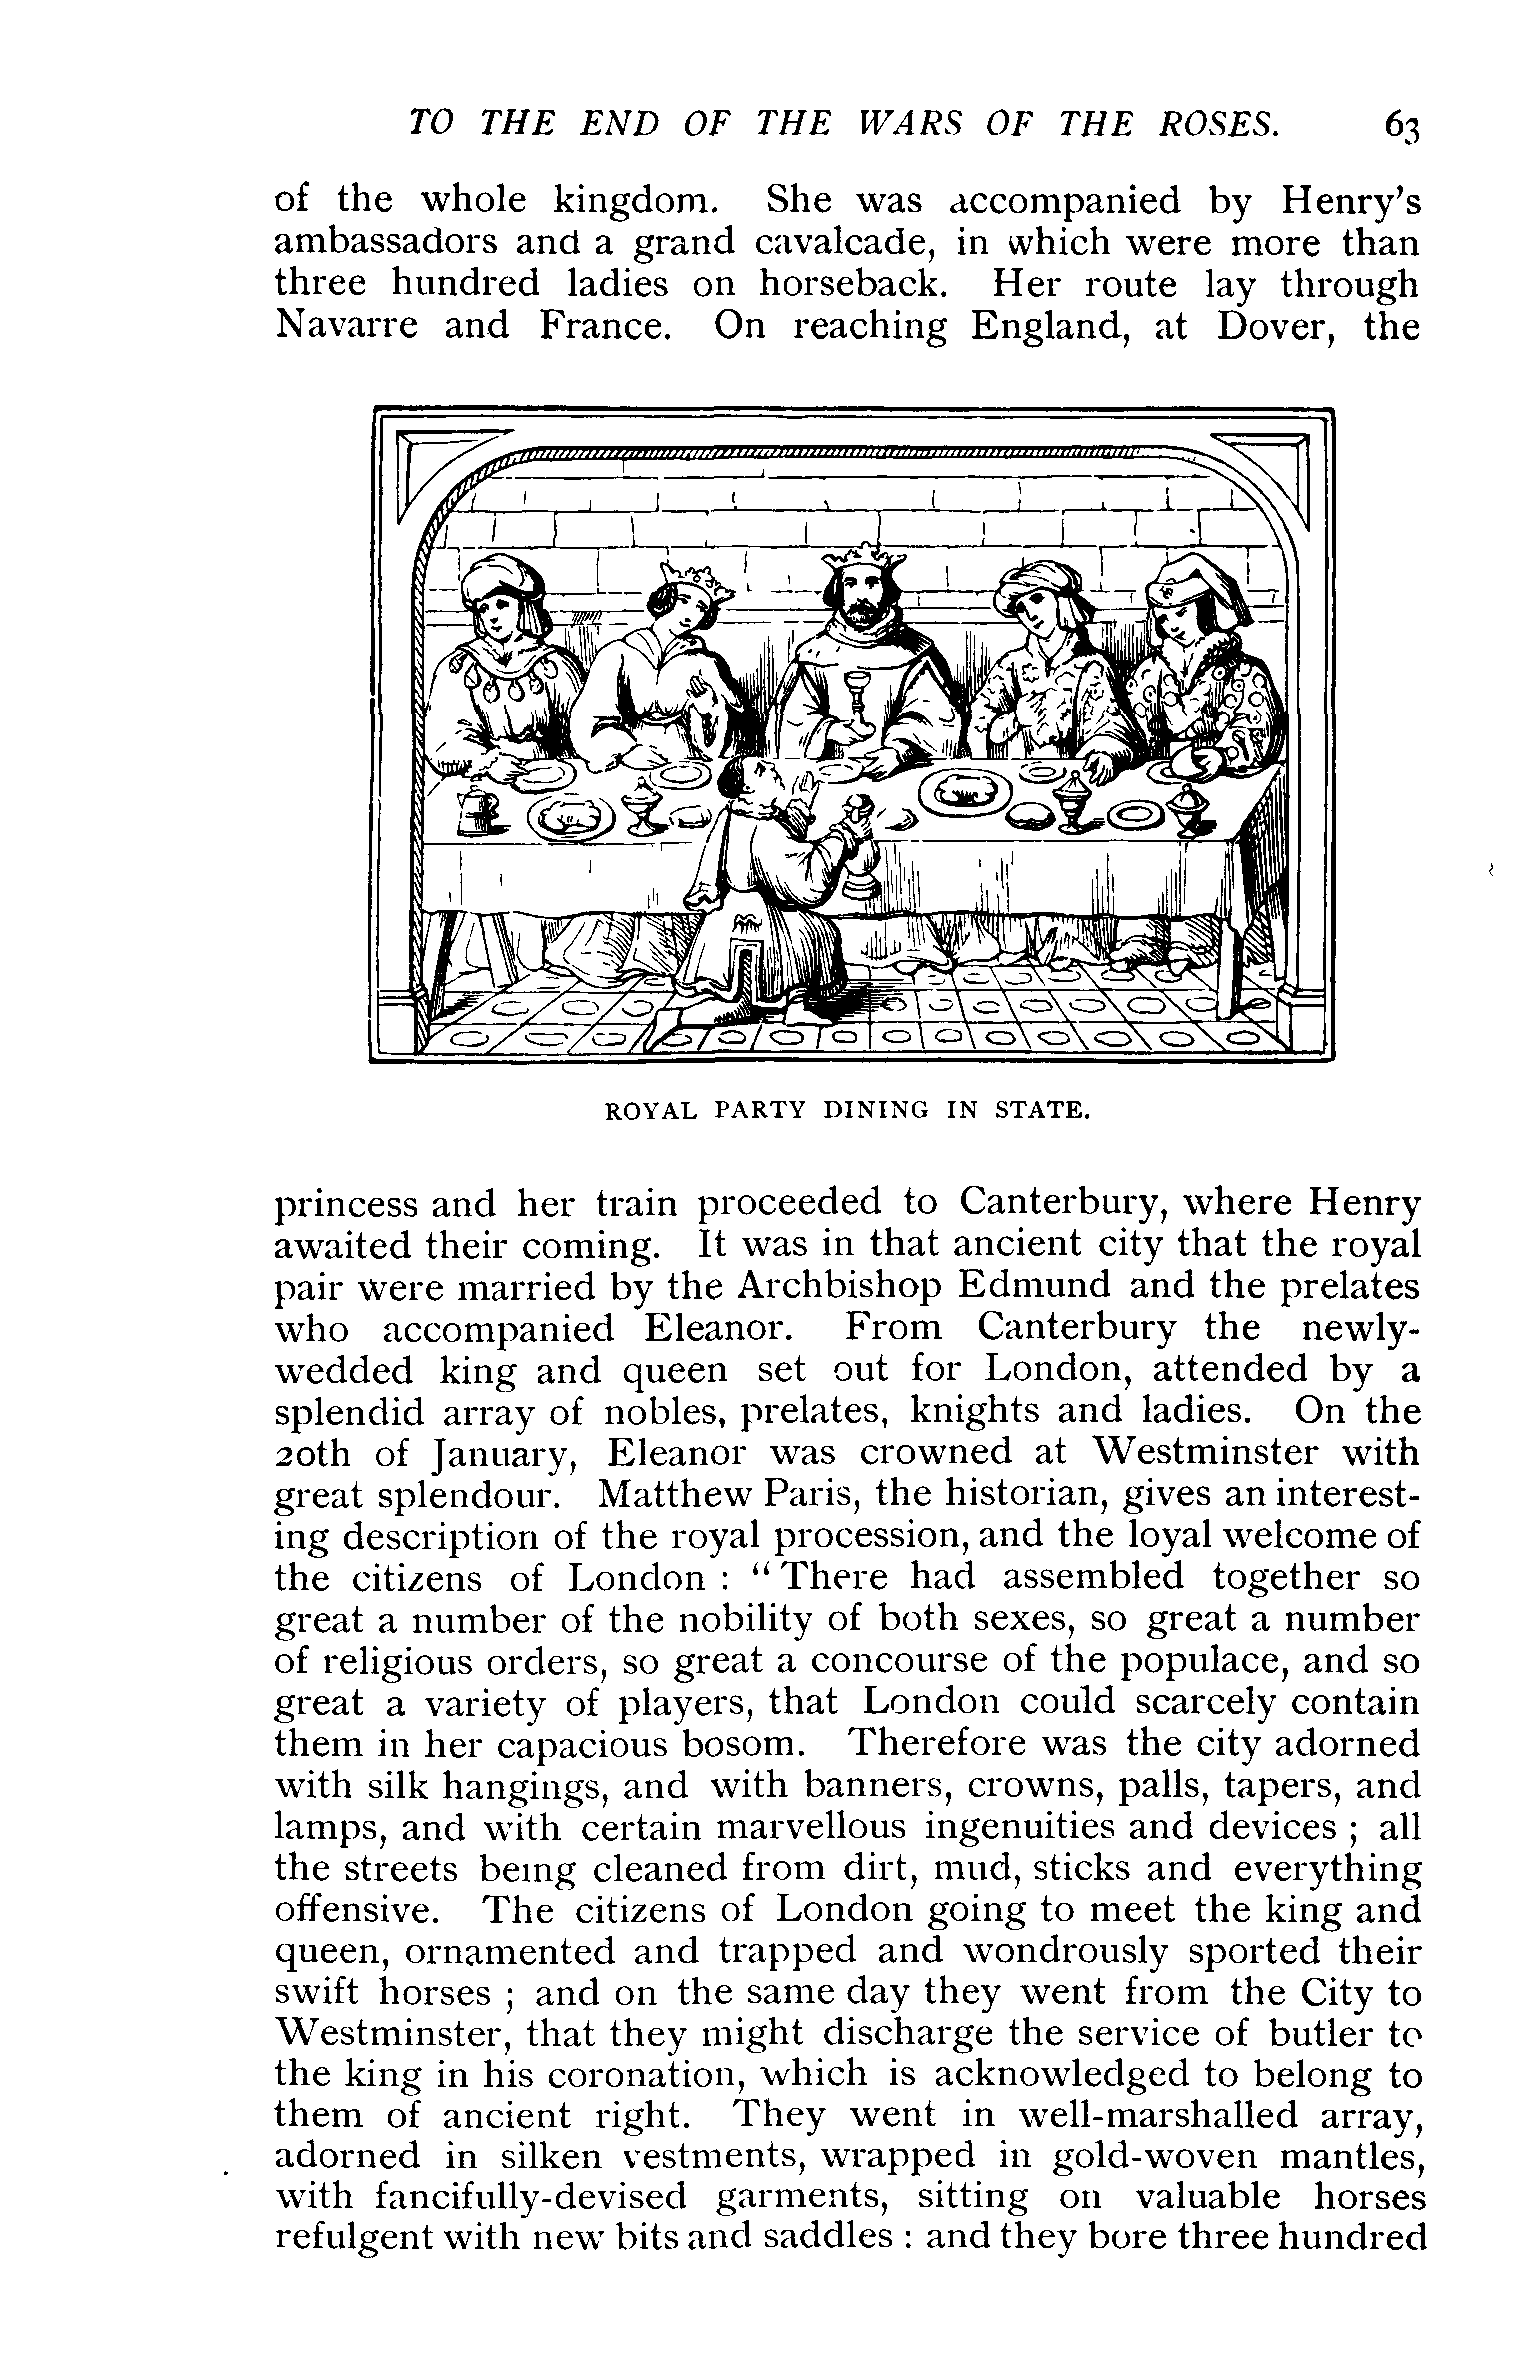 TO THE END OF THE WARS OF THE ROSES. 63
of the whole kingdom. She was accompanied by Henry's
ambassadors and a grand cavalcade, in which were more than
three hundred ladies on horseback. Her route lay through
Navarre and France. On reaching England, at Dover, the
ROYAL PARTY DINING IN STATE.
princess and her train proceeded to Canterbury, where Henry
awaited their coming. It was in that ancient city that the royal
pair were married by the Archbishop Edmund and the prelates
who accompanied Eleanor. From Canterbury the newly-
wedded king and queen set out for London, attended by a
splendid array of nobles, prelates, knights and ladies. On the
20th of January, Eleanor was crowned at Westminster with
great splendour. Matthew Paris, the historian, gives an interest-
ing description of the royal procession, and the loyal welcome of
the citizens of London : “There had assembled together so
great a number of the nobility of both sexes, so great a number
of religious orders, so great a concourse of the populace, and so
great a variety of players, that London could scarcely contain
them in her capacious bosom. Therefore was the city adorned
with silk hangings, and with banners, crowns, palls, tapers, and
lamps, and with certain marvellous ingenuities and devices ; all
the streets being cleaned from dirt, mud, sticks and everything
offensive. The citizens of London going to meet the king and
queen, ornamented and trapped and wondrously sported their
swift horses ; and on the same day they went from the City to
Westminster, that they might discharge the service of butler to
the king in his coronation, which is acknowledged to belong to
them of ancient right. They went in well-marshalled array,
adorned in silken vestments, wrapped in gold-woven mantles,
with fancifully-devised garments, sitting on valuable horses
refulgent with new bits and saddles : and they bore three hundred